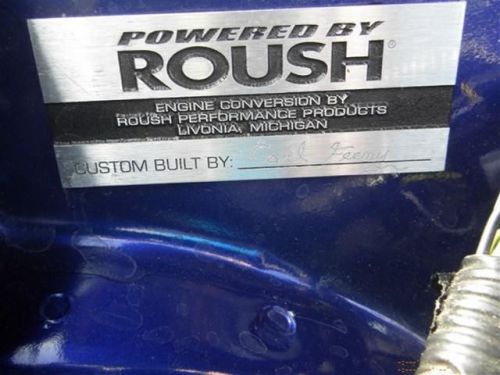 POWERED BY
ROUSH®
ENGINE CONVERSION BY
ROUSH PERFORMANCE PRODUCTS
LIVONIA, MICHIGAN
CUSTOM BUILT BY: